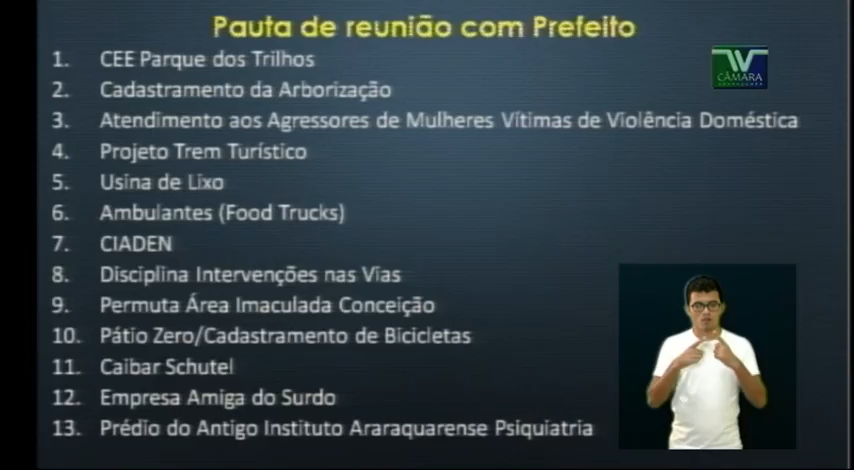 Pauta de reunião com Prefeito
1. CEE Parque dos Trilhos
2. Cadastramento da Arborização
3. Atendimento aos Agressores de Mulheres Vítimas de Violência Doméstica
4. Projeto Trem Turístico
5. Usina de Lixo
6. Ambulantes (Food Trucks)
7. CIADEN
8. Disciplina Intervenções nas Vias
9. Permuta Área Imaculada Conceição
10. Pátio Zero/Cadastramento de Bicicletas
11. Caibar Schutel
12. Empresa Amiga do Surdo
13. Prédio do Antigo Instituto Araraquarense Psiquiatria
CÂMARA